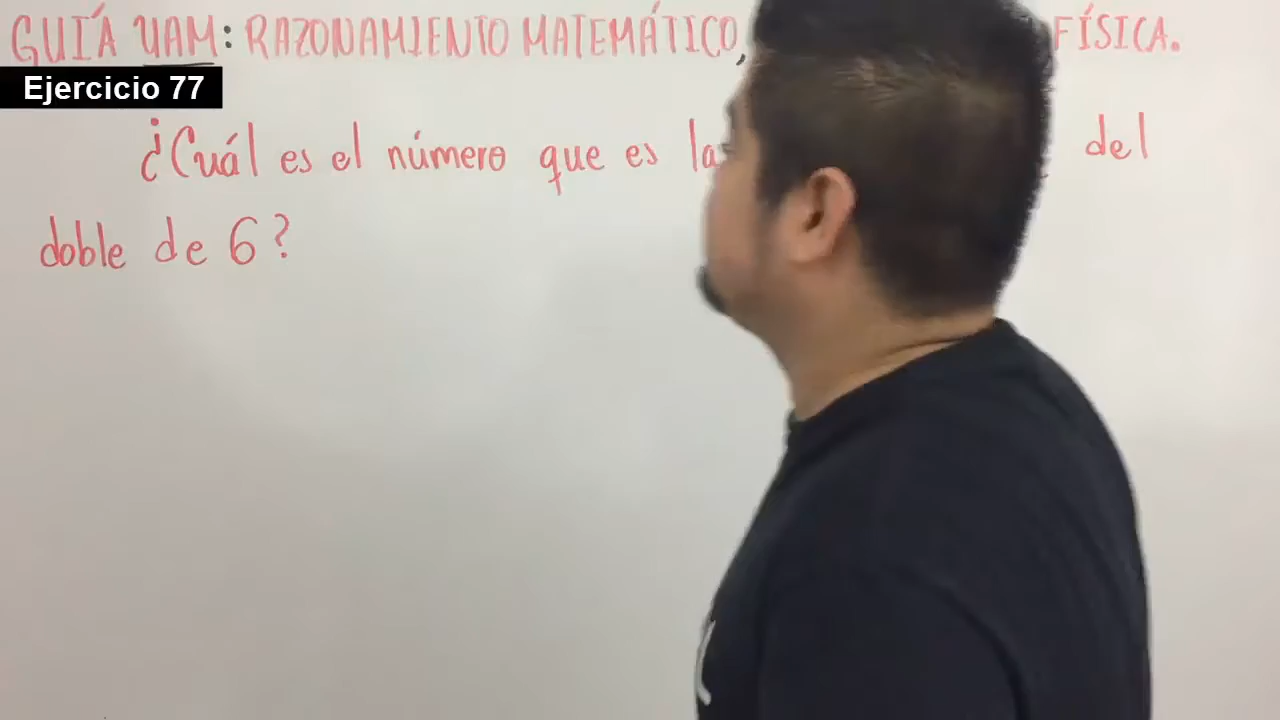 GUÍA UAM: RAZONAMIENTO MATEMÁTICO, FÍSICA.
Ejercicio 77
¿Cuál es el número que es la del
doble de 6?